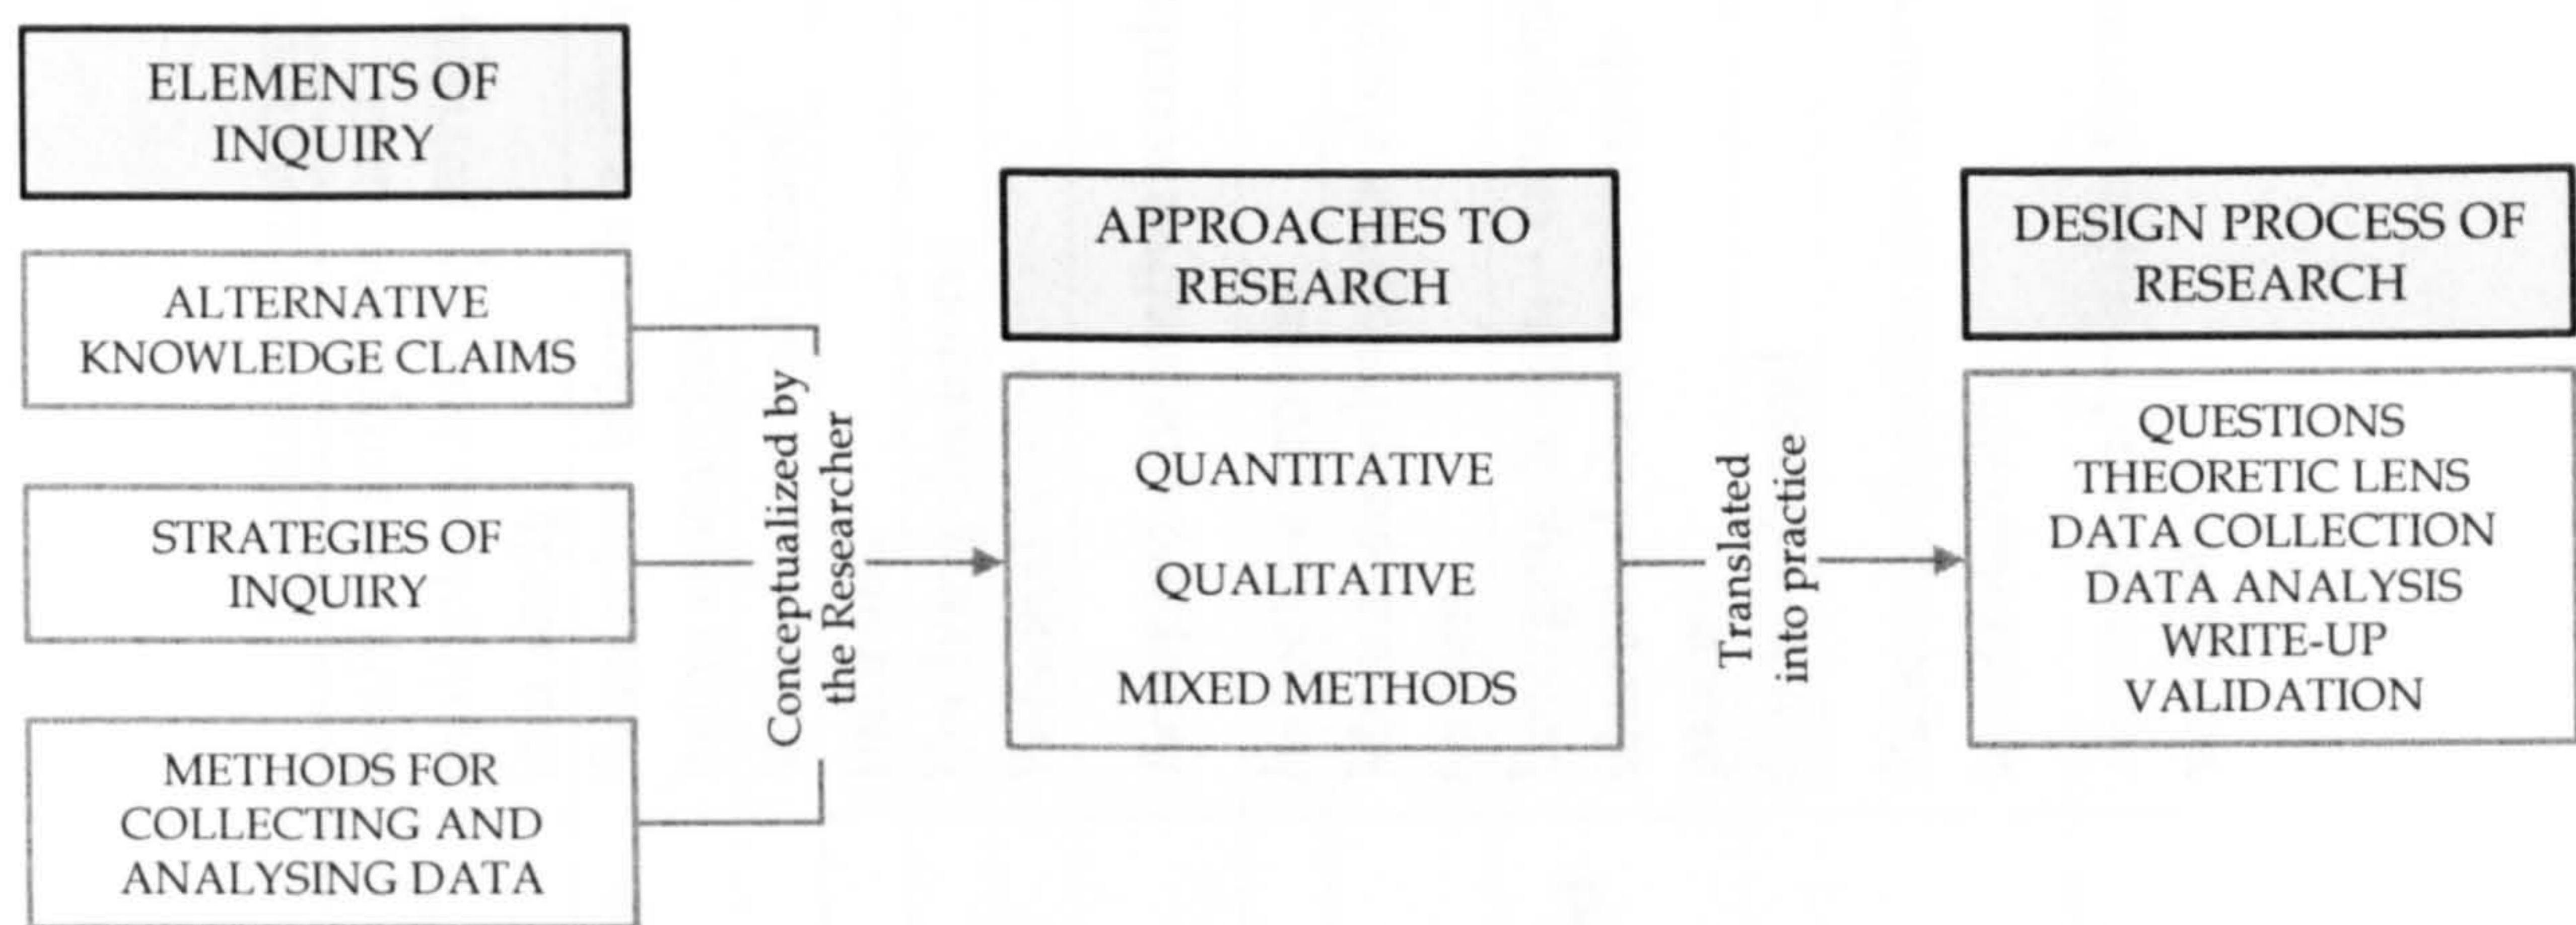 ELEMENTS OF
INQUIRY
ALTERNATIVE
KNOWLEDGE CLAIMS
STRATEGIES OF
INQUIRY
METHODS FOR
COLLECTING AND
ANALYSING DATA
Conceptualized by
the Researcher
APPROACHES TO
RESEARCH
QUANTITATIVE
QUALITATIVE
MIXED METHODS
Translated
into practice
DESIGN PROCESS OF
RESEARCH
QUESTIONS
THEORETIC LENS
DATA COLLECTION
DATA ANALYSIS
WRITE-UP
VALIDATION